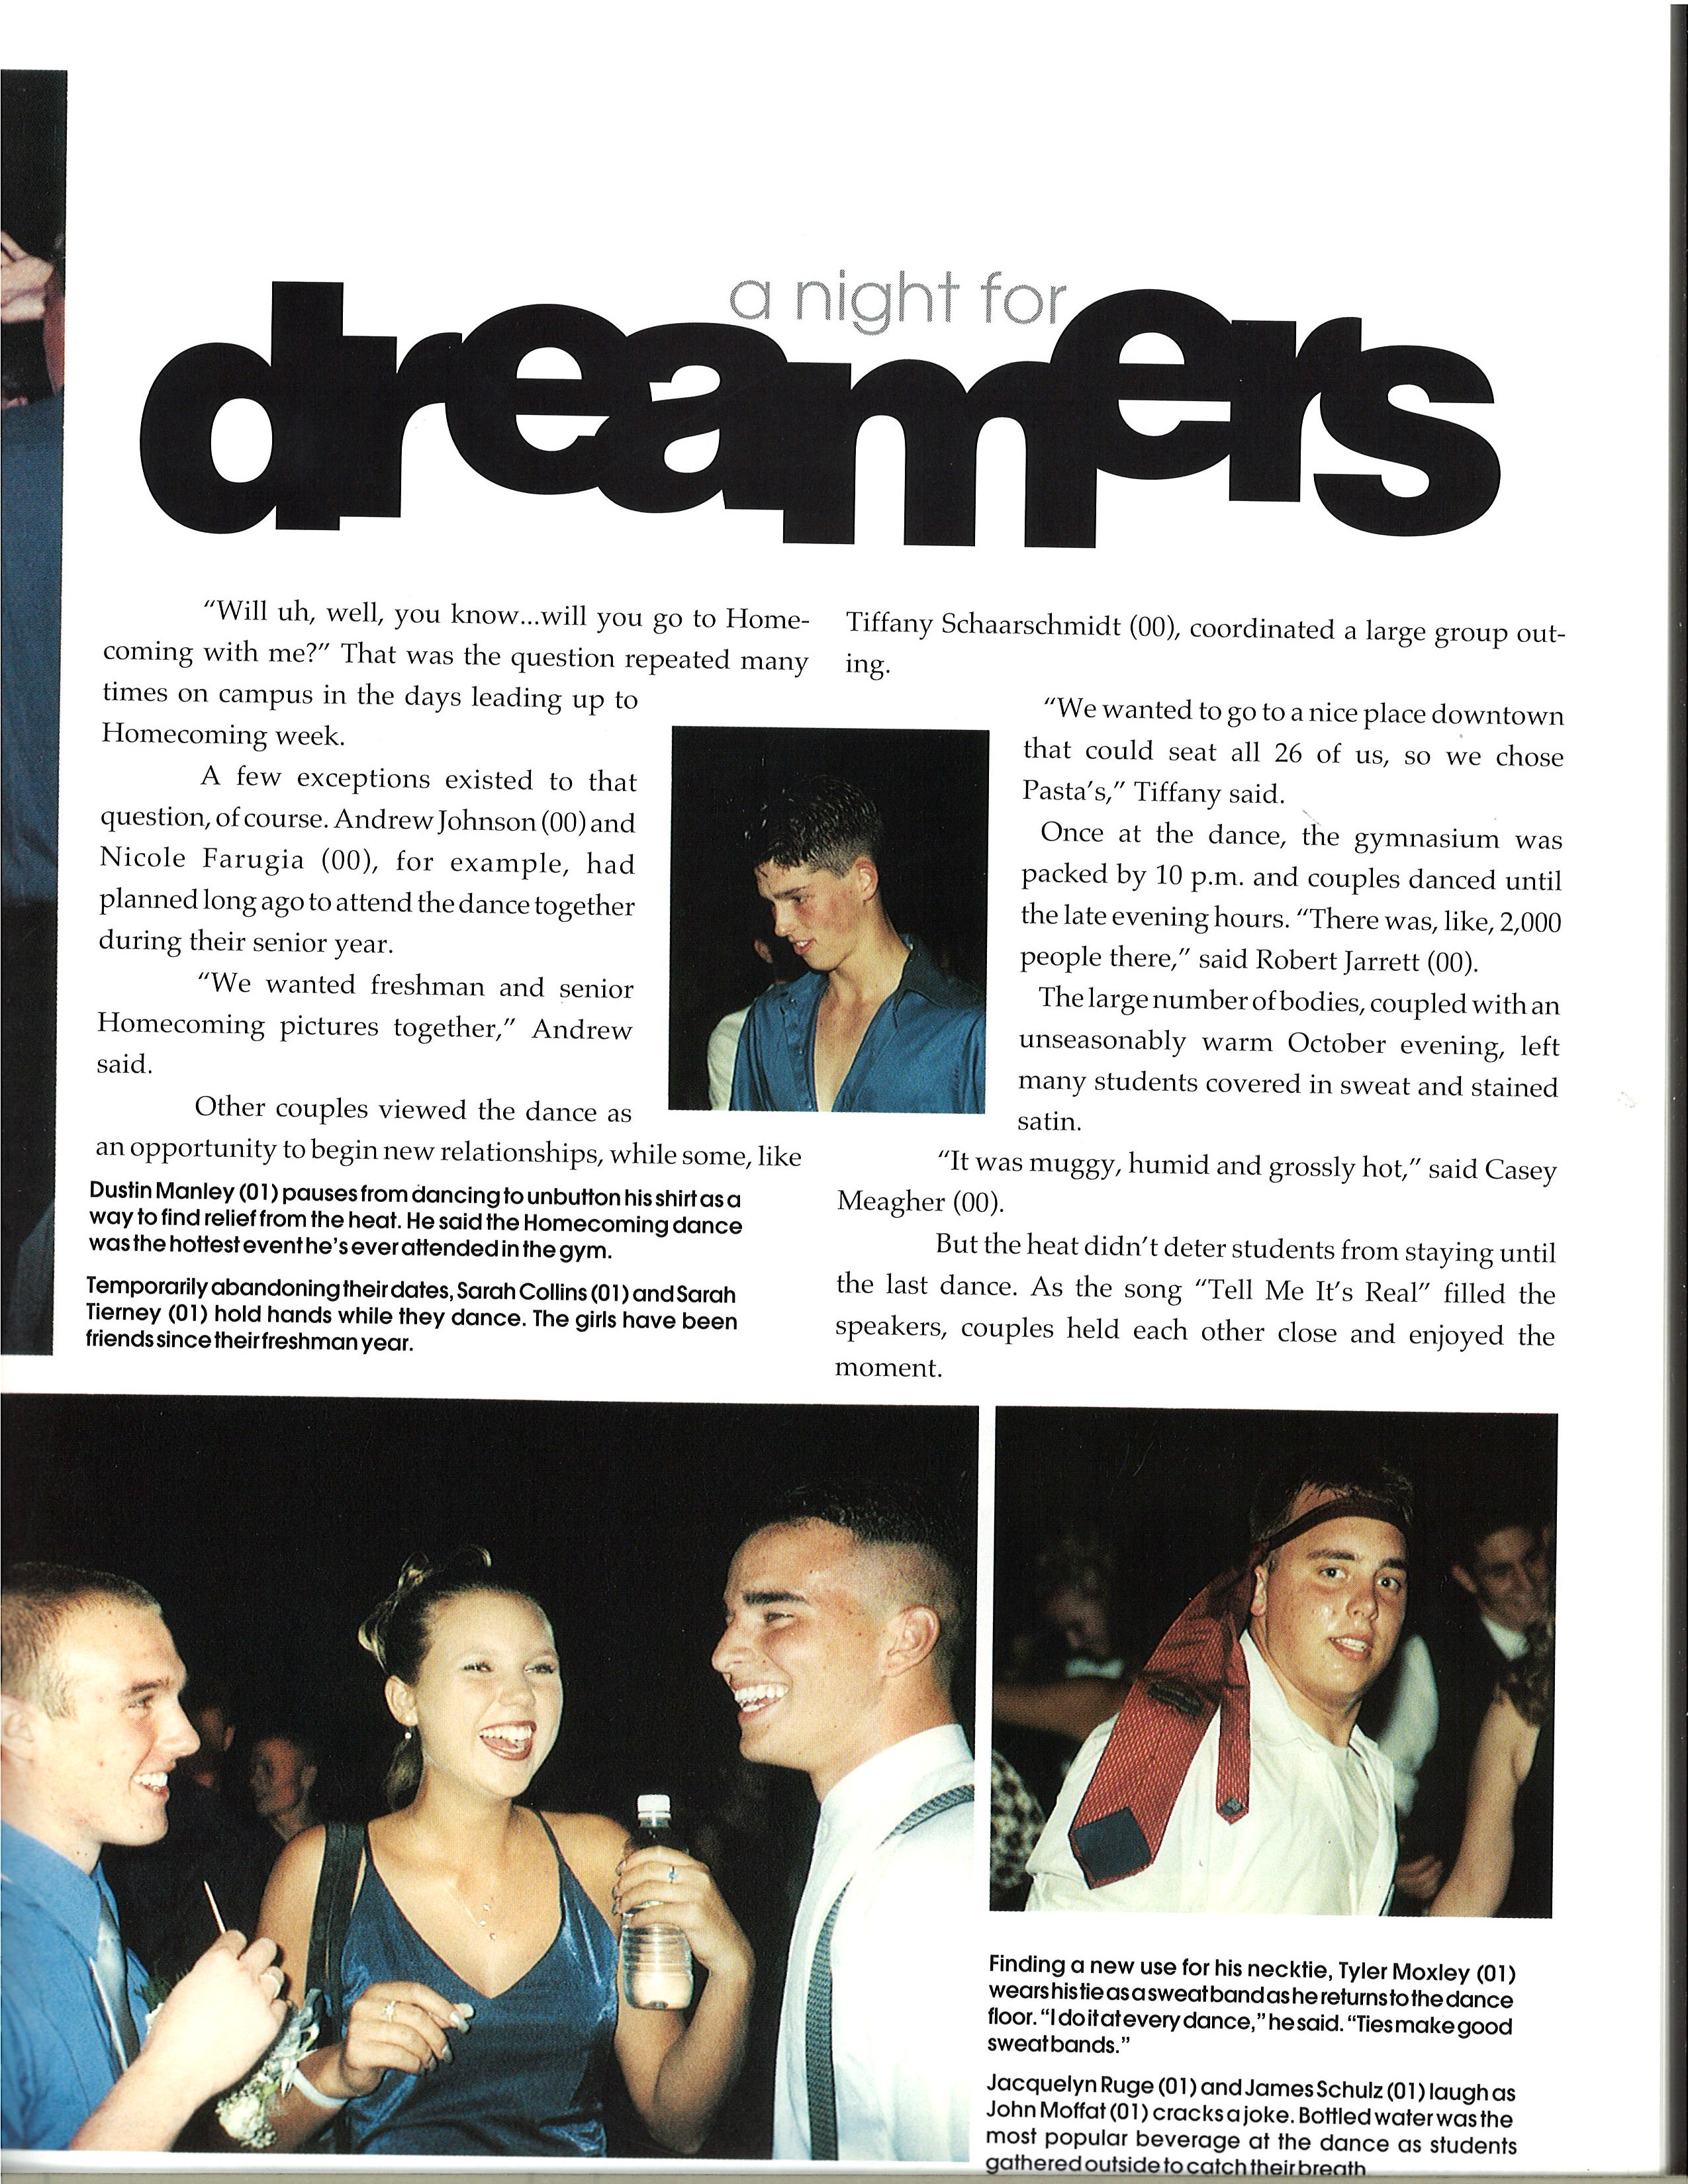 a night for
dreamers
“Will uh, well, you know...will you go to Home-
coming with me?” That was the question repeated many
times on campus in the days leading up to
Homecoming week.
A few exceptions existed to that
question, of course. Andrew Johnson (00) and
Nicole Farugia (00), for example, had
planned long ago to attend the dance together
during their senior year.
“We wanted freshman and senior
Homecoming pictures together,” Andrew
said.
Other couples viewed the dance as
an opportunity to begin new relationships, while some, like
Tiffany Schaarschmidt (00), coordinated a large group out-
ing.
“We wanted to go to a nice place downtown
that could seat all 26 of us, so we chose
Pasta’s,” Tiffany said.
Once at the dance, the gymnasium was
packed by 10 p.m. and couples danced until
the late evening hours. “There was, like, 2,000
people there,” said Robert Jarrett (00).
The large number of bodies, coupled with an
unseasonably warm October evening, left
many students covered in sweat and stained
satin.
“It was muggy, humid and grossly hot,” said Casey
Meagher (00).
But the heat didn’t deter students from staying until
the last dance. As the song “Tell Me It’s Real” filled the
speakers, couples held each other close and enjoyed the
moment.
Dustin Manley (01) pauses from dancing to unbutton his shirt as a
way to find relief from the heat. He said the Homecoming dance
was the hottest event he’s ever attended in the gym.
Temporarily abandoning their dates, Sarah Collins (01) and Sarah
Tierney (01) hold hands while they dance. The girls have been
friends since their freshman year.
Finding a new use for his necktie, Tyler Moxley (01)
wears his tie as a sweat band as he returns to the dance
floor. “I do it at every dance,” he said. “Ties make good
sweat bands.”
Jacquelyn Ruge (01) and James Schulz (01) laugh as
John Moffat (01) cracks a joke. Bottled water was the
most popular beverage at the dance as students
gathered outside to catch their breath